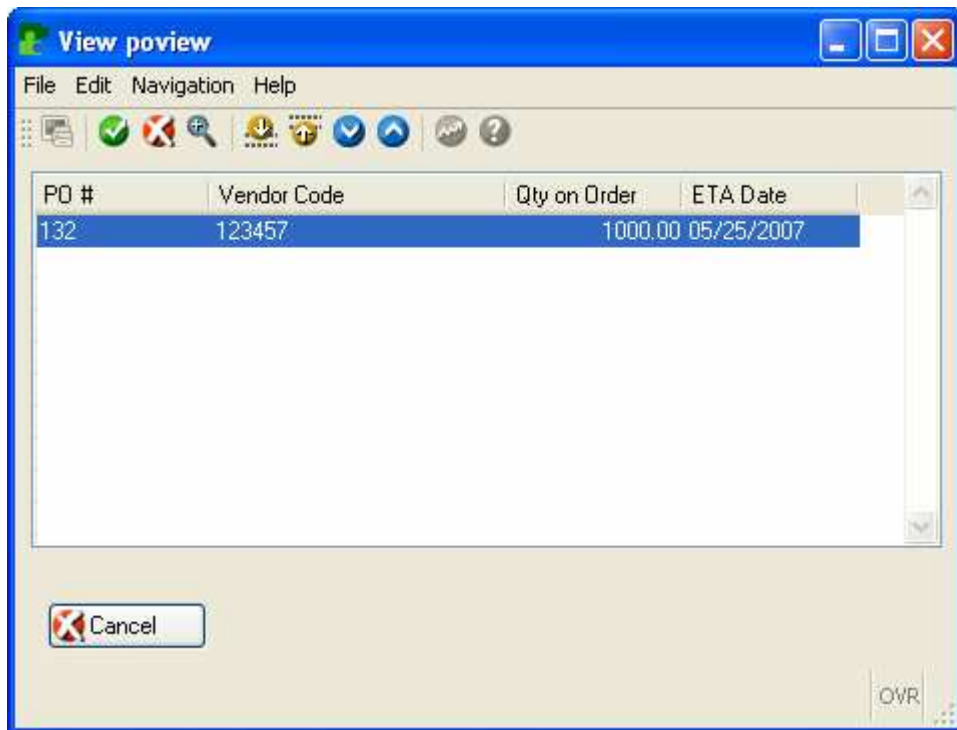 View poview
File Edit Navigation Help
PO # Vendor Code Qty on Order ETA Date
132 123457 1000.00 05/25/2007
Cancel
OVR